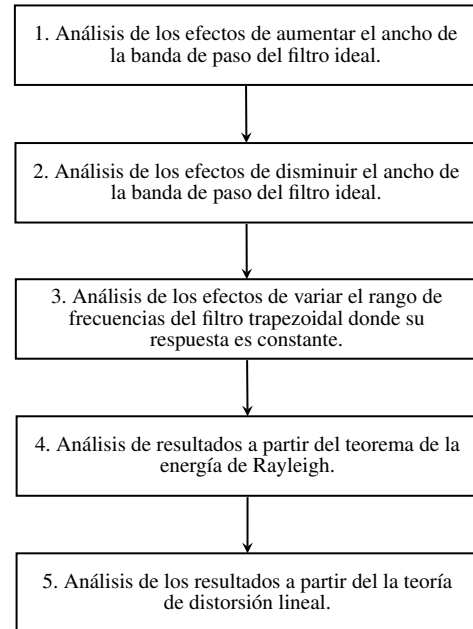 1. Análisis de los efectos de aumentar el ancho de
la banda de paso del filtro ideal.
2. Análisis de los efectos de disminuir el ancho de
la banda de paso del filtro ideal.
3. Análisis de los efectos de variar el rango de
frecuencias del filtro trapezoidal donde su
respuesta es constante.
4. Análisis de resultados a partir del teorema de la
energía de Rayleigh.
5. Análisis de los resultados a partir del la teoría
de distorsión lineal.